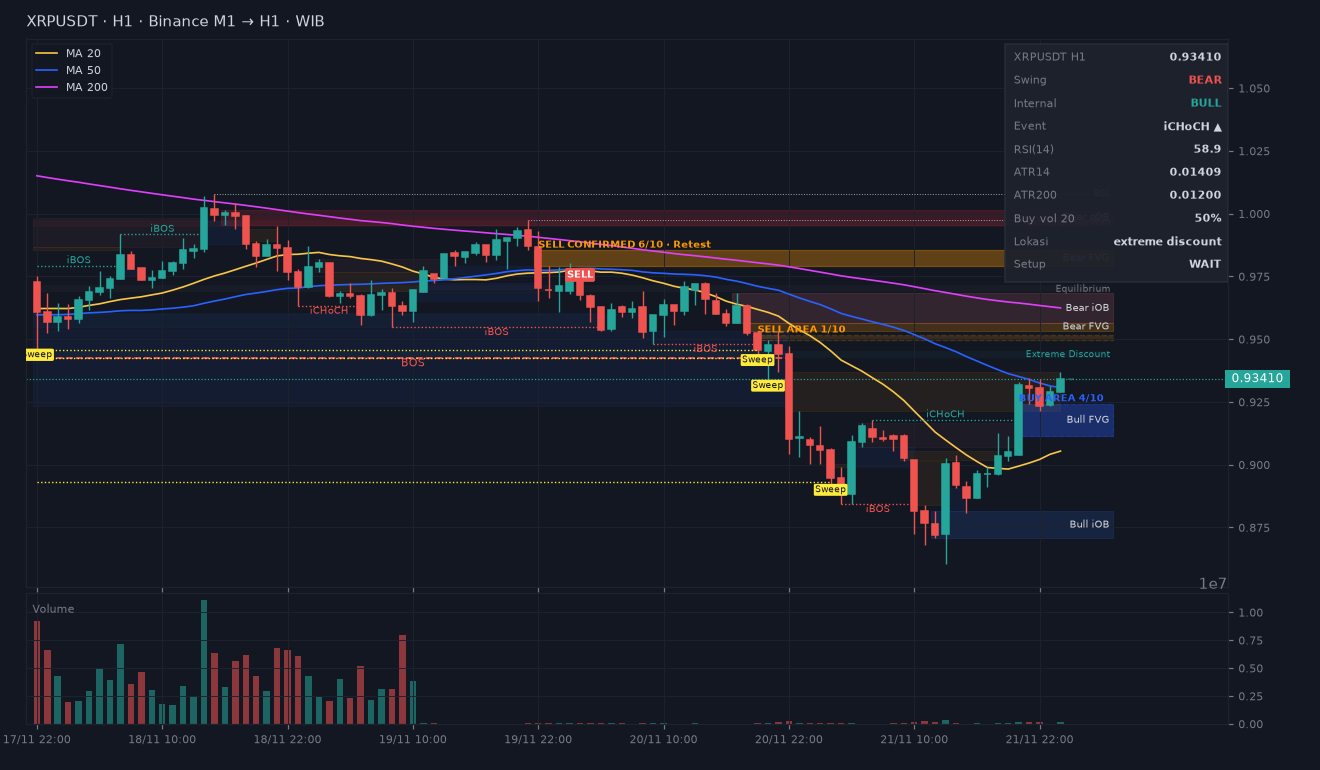 XRPUSDT · H1 · Binance M1 → H1 · WIB
MA 20
MA 50
MA 200
XRPUSDT H1 0.93410
Swing BEAR
Internal BULL
Event iCHoCH ▲
RSI(14) 58.9
ATR14 0.01409
ATR200 0.01200
Buy vol 20 50%
Lokasi extreme discount
Setup WAIT
1.050
1.025
1.000
0.975
0.950
0.925
0.900
0.875
0.93410
iBOS
iBOS
SELL CONFIRMED 6/10 · Retest
SELL
Equilibrium
iCHoCH
Bear iOB
iBOS
SELL AREA 1/10
Bear FVG
iBOS
Sweep
BOS
Sweep
Extreme Discount
Sweep
BUY AREA 4/10
iCHoCH
Bull FVG
Sweep
iBOS
Bull iOB
1e7
Volume
1.00
0.75
0.50
0.25
0.00
17/11 22:00
18/11 10:00
18/11 22:00
19/11 10:00
19/11 22:00
20/11 10:00
20/11 22:00
21/11 10:00
21/11 22:00